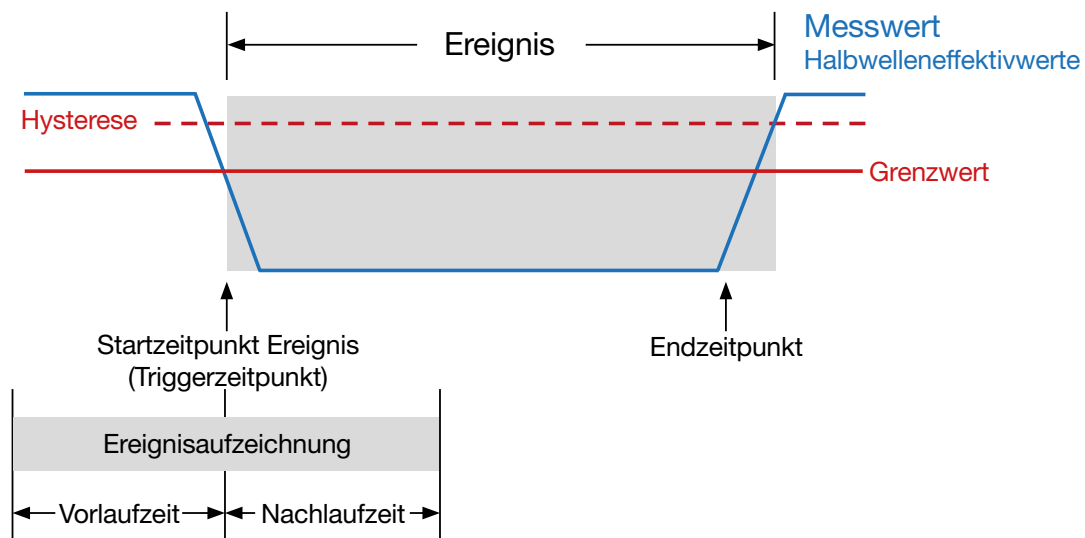 Ereignis
Messwert
Halbwelleneffektivwerte
Hysterese
Grenzwert
Startzeitpunkt Ereignis
(Triggerzeitpunkt)
Endzeitpunkt
Ereignisaufzeichnung
Vorlaufzeit
Nachlaufzeit